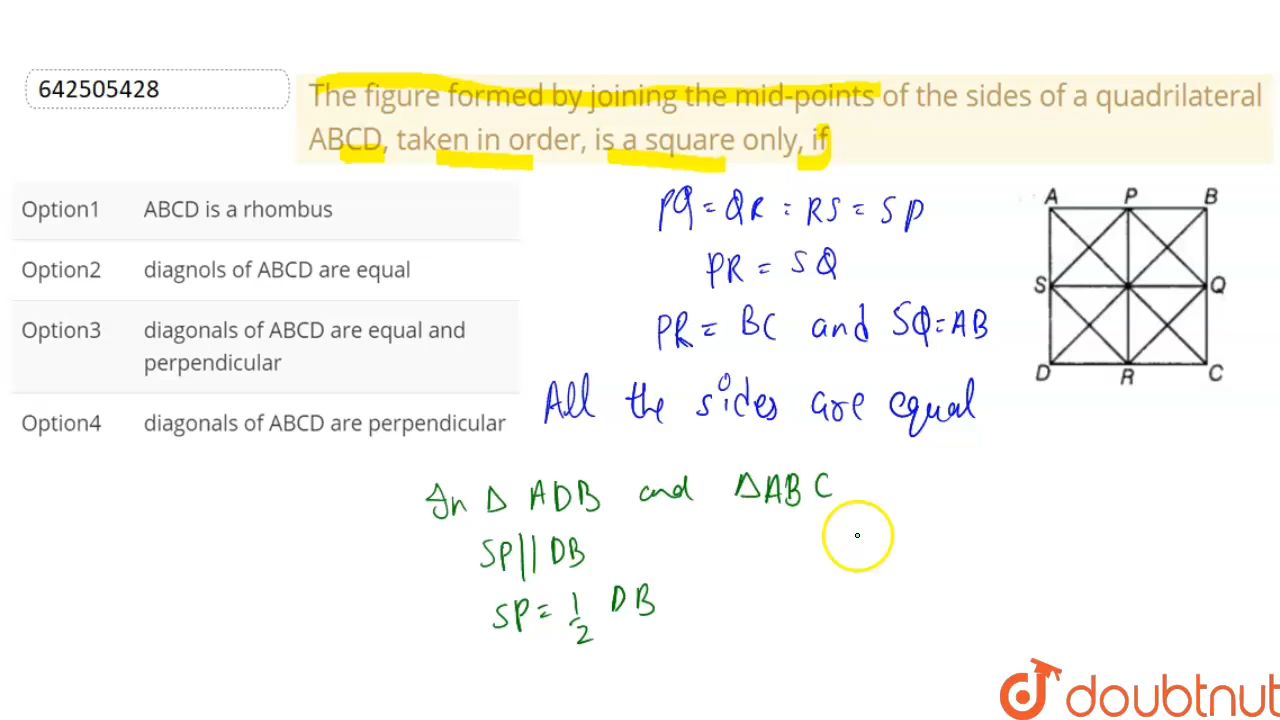 642505428
The figure formed by joining the mid-points of the sides of a quadrilateral
ABCD, taken in order, is a square only, if
Option1 ABCD is a rhombus
Option2 diagnols of ABCD are equal
Option3 diagonals of ABCD are equal and
perpendicular
Option4 diagonals of ABCD are perpendicular
PQ = QR = RS = SP
PR = SQ
PR = BC and SQ = AB
All the sides are equal
A P B
S Q
D R C
In Δ ADB and ΔABC
SP || DB
SP = 1/2 DB
doubtnut